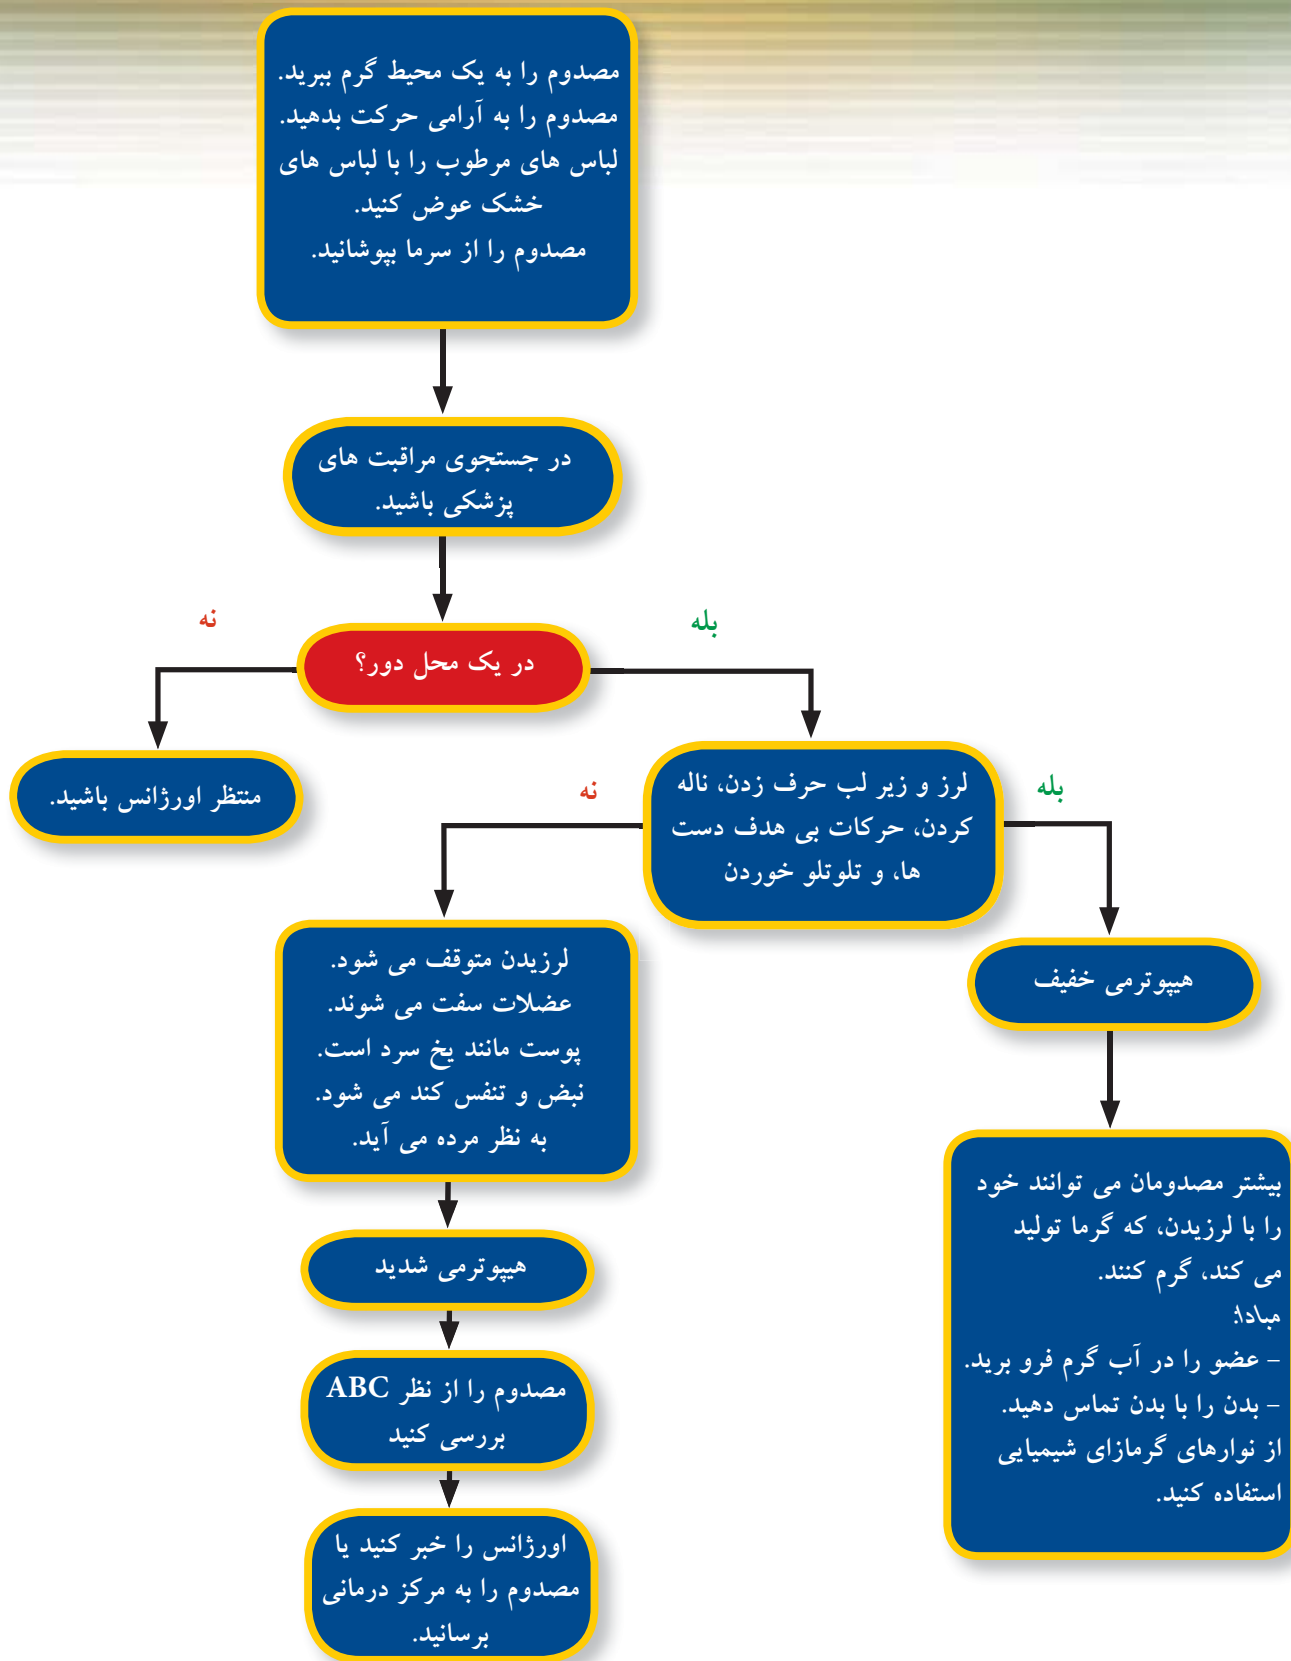 مصدوم را به یک محیط گرم ببرید.
مصدوم را به آرامی حرکت بدهید.
لباس های مرطوب را با لباس های
خشک عوض کنید.
مصدوم را از سرما بپوشانید.
در جستجوی مراقبت های
پزشکی باشید.
در یک محل دور؟
بله
نه
منتظر اورژانس باشید.
لرز و زیر لب حرف زدن، ناله
کردن، حرکات بی هدف دست
ها، و تلوتلو خوردن
بله
نه
هیپوترمی خفیف
بیشتر مصدومان می توانند خود
را با لرزیدن، که گرما تولید
می کند، گرم کنند.
مبادا:
– عضو را در آب گرم فرو برید.
– بدن را با بدن تماس دهید.
از نوارهای گرمازای شیمیایی
استفاده کنید.
لرزیدن متوقف می شود.
عضلات سفت می شوند.
پوست مانند یخ سرد است.
نبض و تنفس کند می شود.
به نظر مرده می آید.
هیپوترمی شدید
مصدوم را از نظر ABC
بررسی کنید
اورژانس را خبر کنید یا
مصدوم را به مرکز درمانی
برسانید.